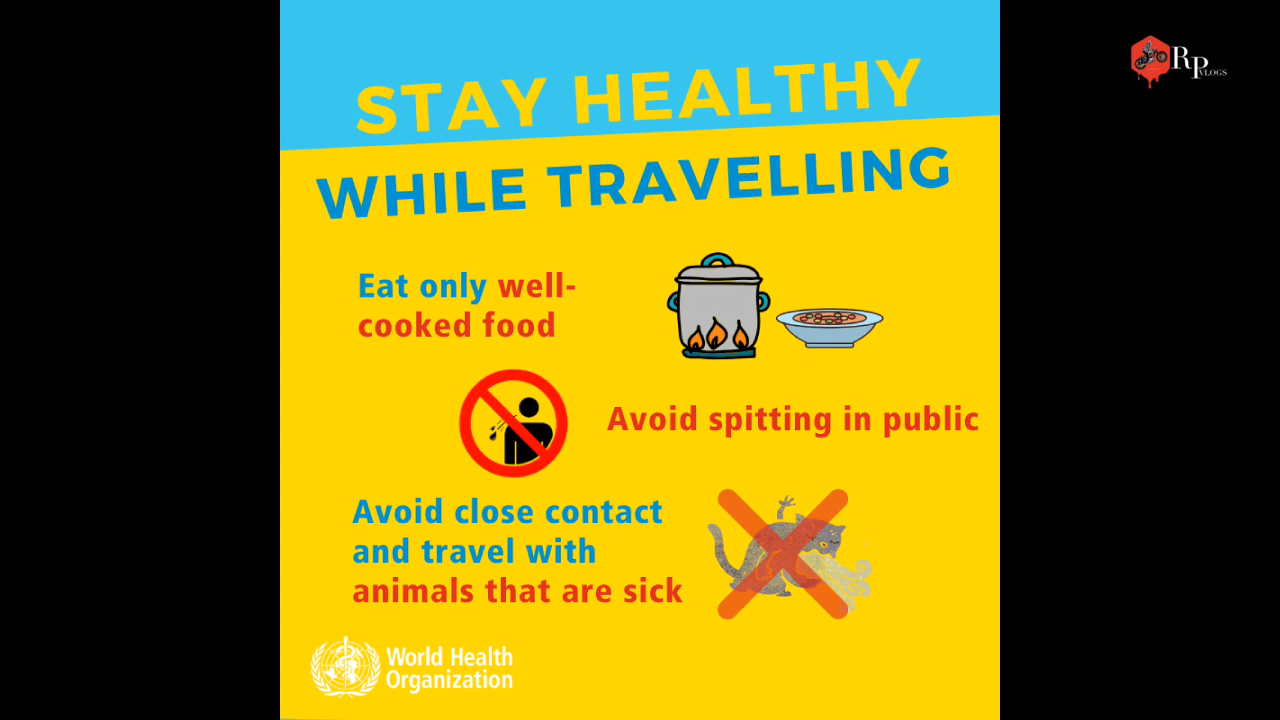 RP VLOGS
STAY HEALTHY
WHILE TRAVELLING
Eat only well-
cooked food
Avoid spitting in public
Avoid close contact
and travel with
animals that are sick
World Health
Organization